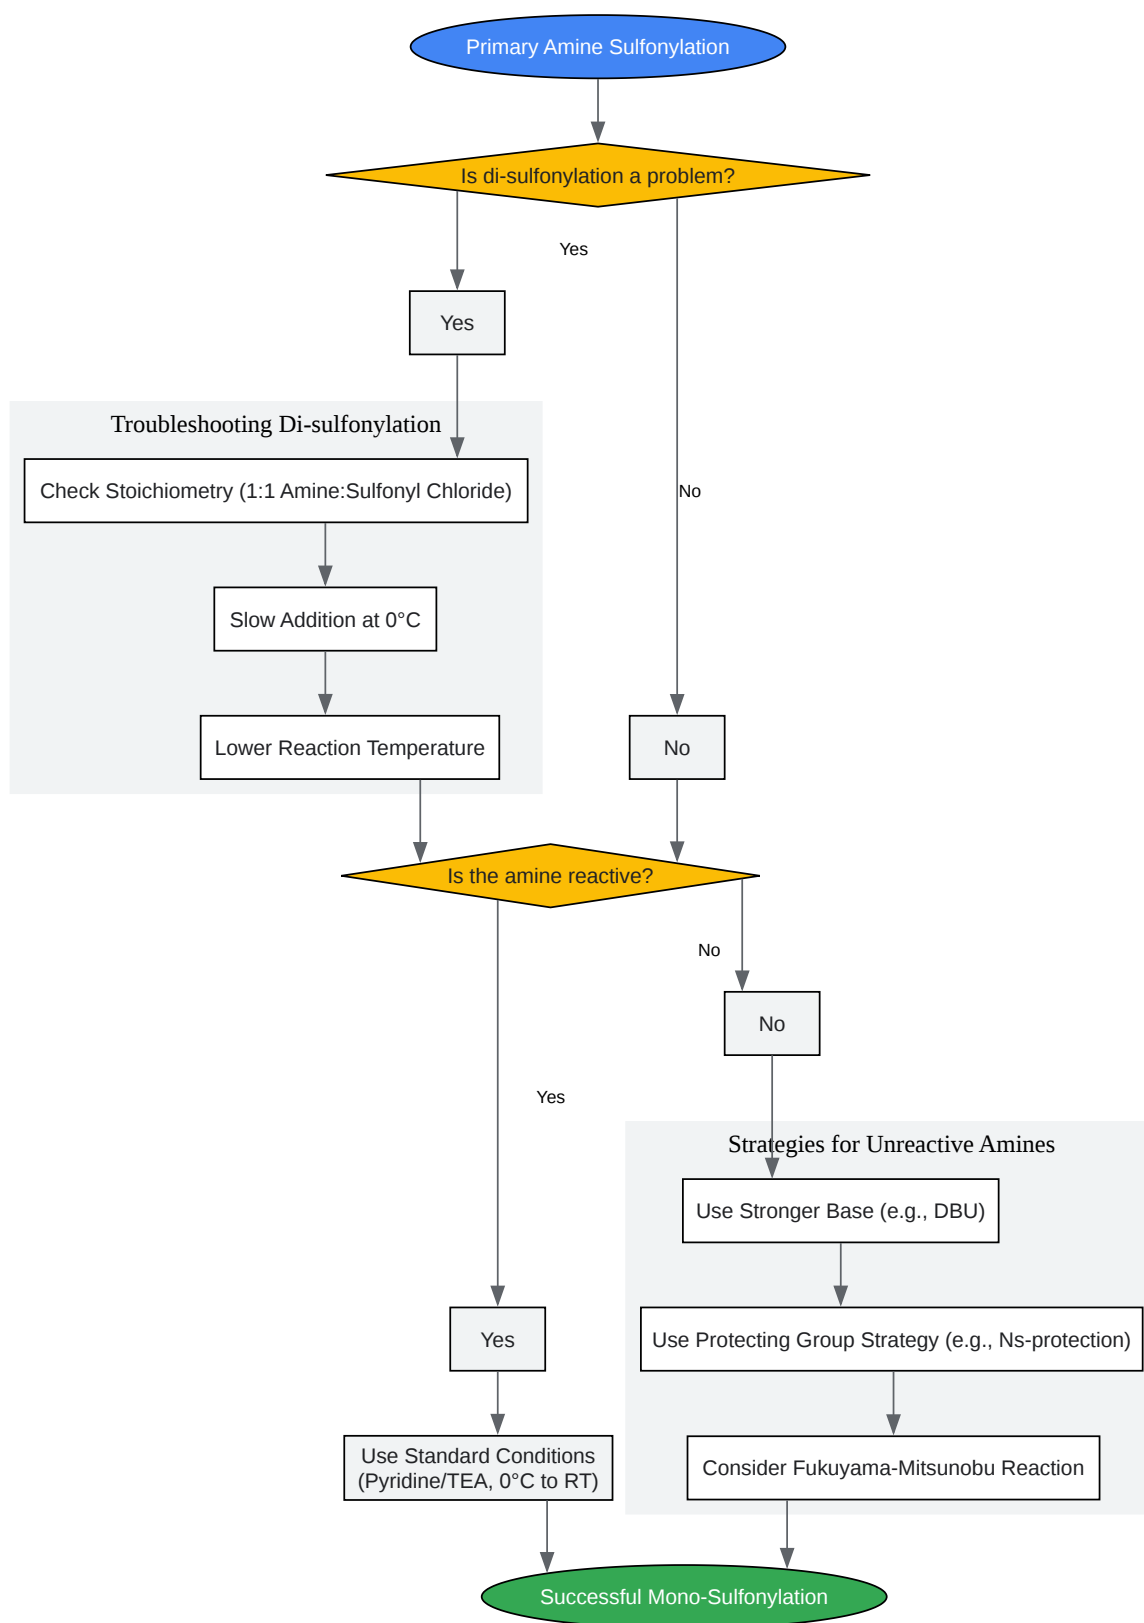 Primary Amine Sulfonylation
Is di-sulfonylation a problem?
Yes
Yes
Troubleshooting Di-sulfonylation
Check Stoichiometry (1:1 Amine:Sulfonyl Chloride)
No
Slow Addition at 0°C
Lower Reaction Temperature
No
Is the amine reactive?
No
No
Yes
Strategies for Unreactive Amines
Use Stronger Base (e.g., DBU)
Yes
Use Protecting Group Strategy (e.g., Ns-protection)
Use Standard Conditions
(Pyridine/TEA, 0°C to RT)
Consider Fukuyama-Mitsunobu Reaction
Successful Mono-Sulfonylation